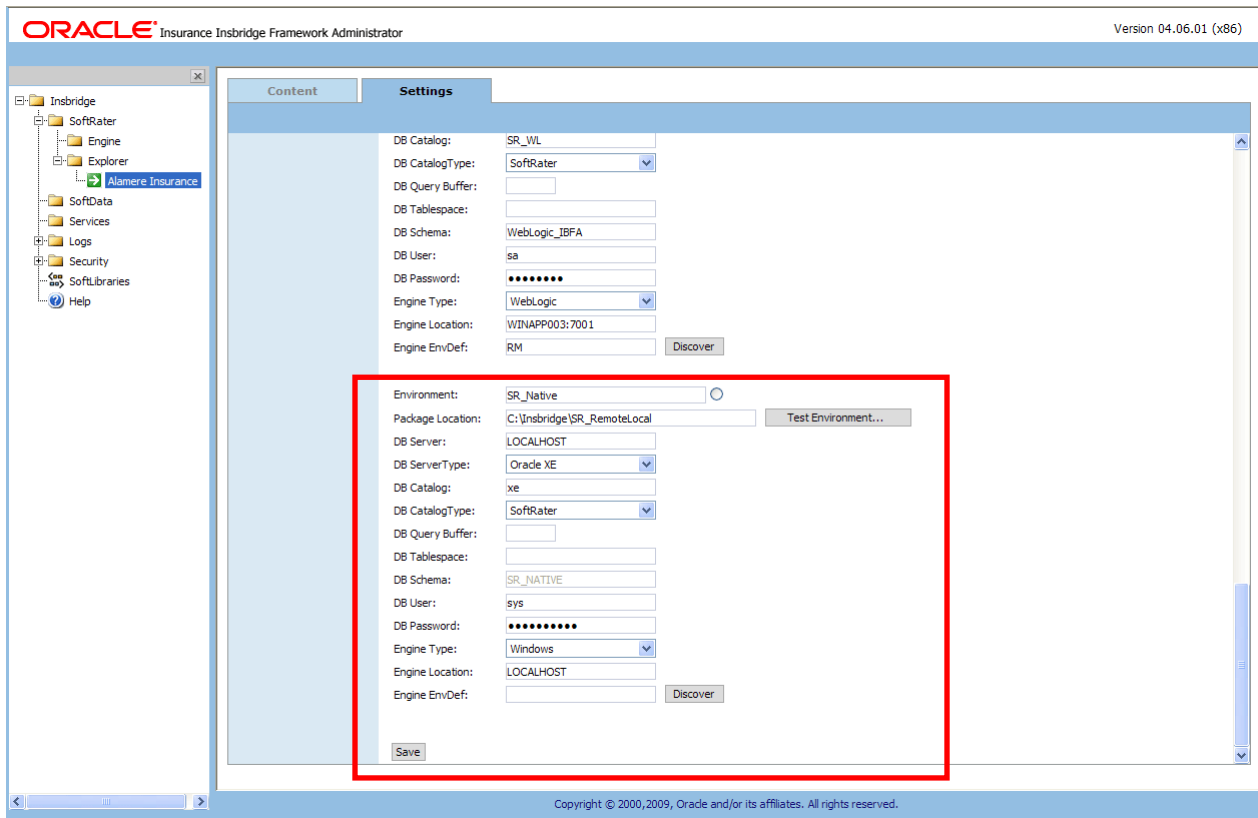 ORACLE® Insurance Insbridge Framework Administrator
Version 04.06.01 (x86)
Insbridge
SoftRater
Engine
Explorer
Alamere Insurance
SoftData
Services
Logs
Security
SoftLibraries
Help
Content Settings
DB Catalog: SR_WL
DB CatalogType: SoftRater
DB Query Buffer:
DB Tablespace:
DB Schema: WebLogic_IBFA
DB User: sa
DB Password: ••••••••
Engine Type: WebLogic
Engine Location: WINAPP003:7001
Engine EnvDef: RM Discover
Environment: SR_Native
Package Location: C:\Insbridge\SR_RemoteLocal Test Environment...
DB Server: LOCALHOST
DB ServerType: Oracle XE
DB Catalog: xe
DB CatalogType: SoftRater
DB Query Buffer:
DB Tablespace:
DB Schema: SR_NATIVE
DB User: sys
DB Password: ••••••••••
Engine Type: Windows
Engine Location: LOCALHOST
Engine EnvDef: Discover
Save
Copyright © 2000,2009, Oracle and/or its affiliates. All rights reserved.